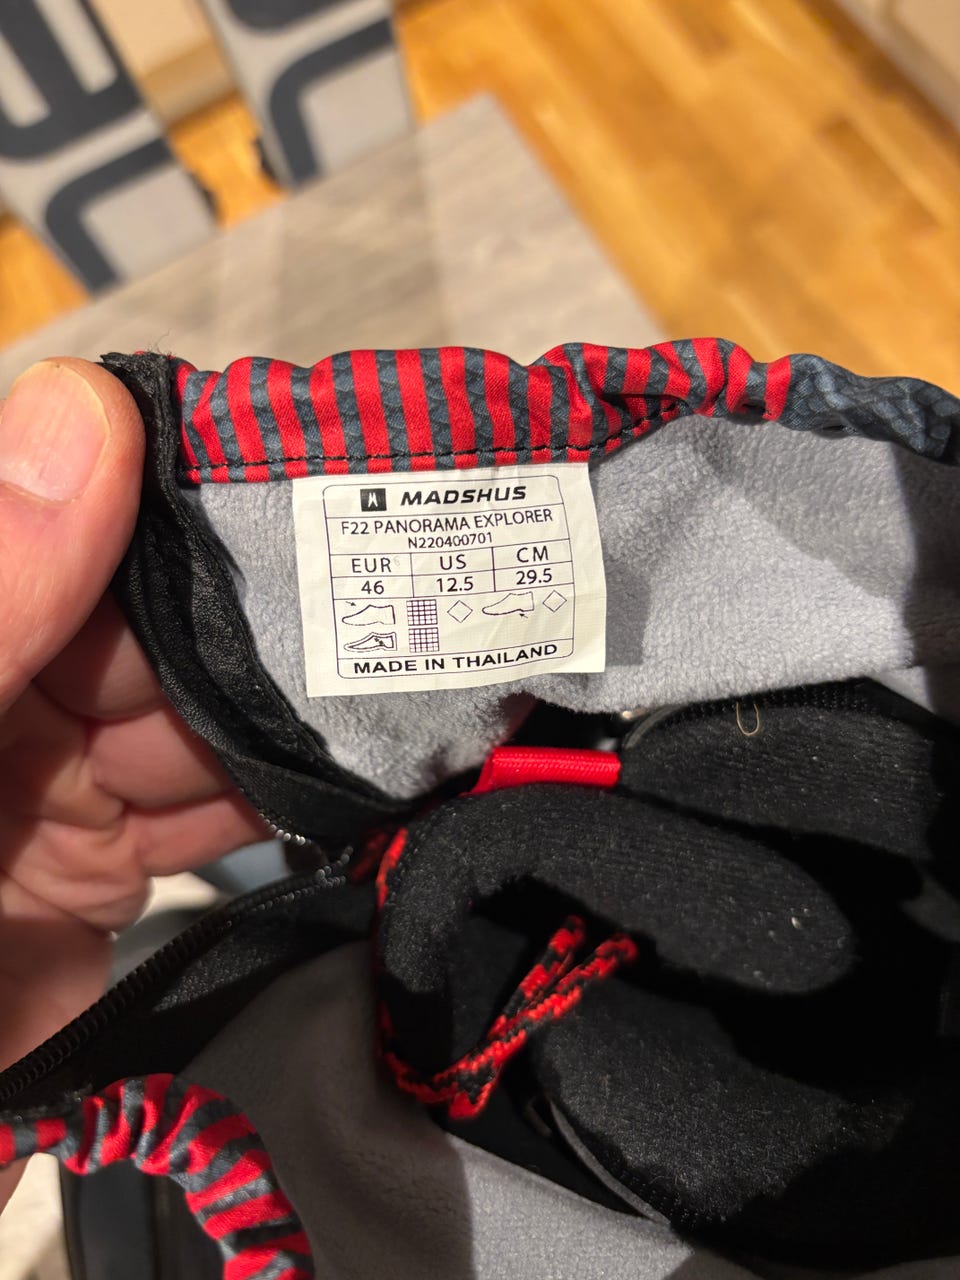 MADSHUS
F22 PANORAMA EXPLORER
N220400701
EUR US CM
46 12.5 29.5
MADE IN THAILAND